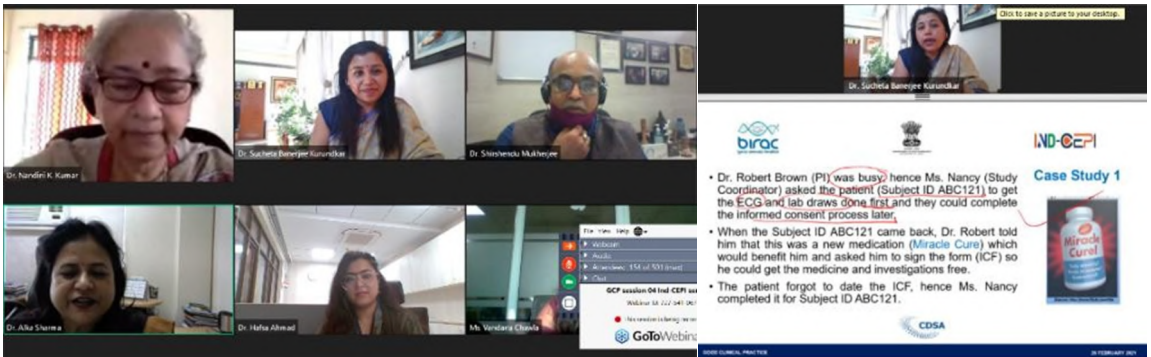 Dr. Nandini K. Kumar
Dr. Sucheta Banerjee Kurundkar
Dr. Shirshendu Mukherjee
Dr. Alka Sharma
Dr. Hafsa Ahmad
Ms. Vandana Chawla
File View Help
Webcam
Audio
Attendees:
Chat
GCP session 04 Ind-CEPI
GoToWebina
Click to save a picture to your desktop.
Dr. Sucheta Banerjee Kurundkar
birac
IND-CEPI
Case Study 1
• Dr. Robert Brown (PI) was busy, hence Ms. Nancy (Study
Coordinator) asked the patient (Subject ID ABC121) to get
the ECG and lab draws done first and they could complete
the informed consent process later.
• When the Subject ID ABC121 came back, Dr. Robert told
him that this was a new medication (Miracle Cure) which
would benefit him and asked him to sign the form (ICF) so
he could get the medicine and investigations free.
• The patient forgot to date the ICF, hence Ms. Nancy
completed it for Subject ID ABC121.
Miracle
Cure!
CDSA
GOOD CLINICAL PRACTICE